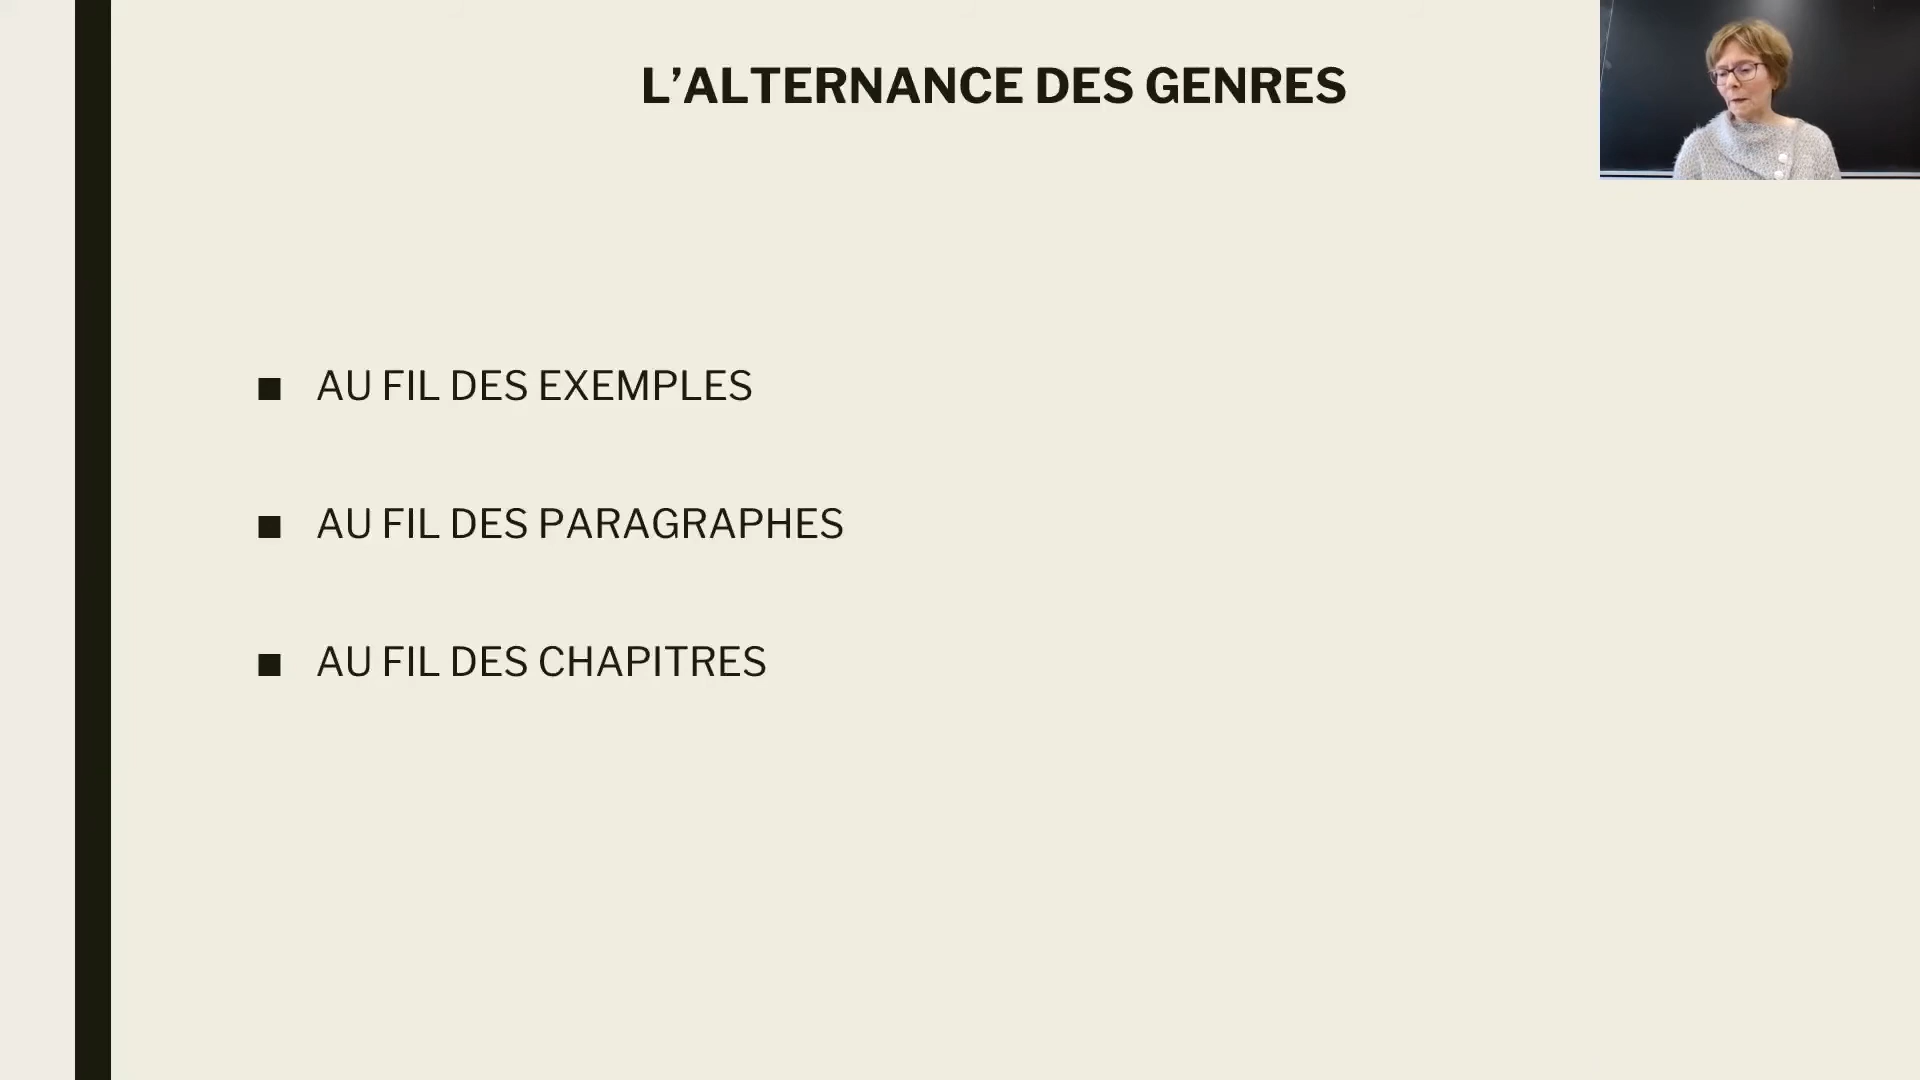 L’ALTERNANCE DES GENRES
■ AU FIL DES EXEMPLES
■ AU FIL DES PARAGRAPHES
■ AU FIL DES CHAPITRES